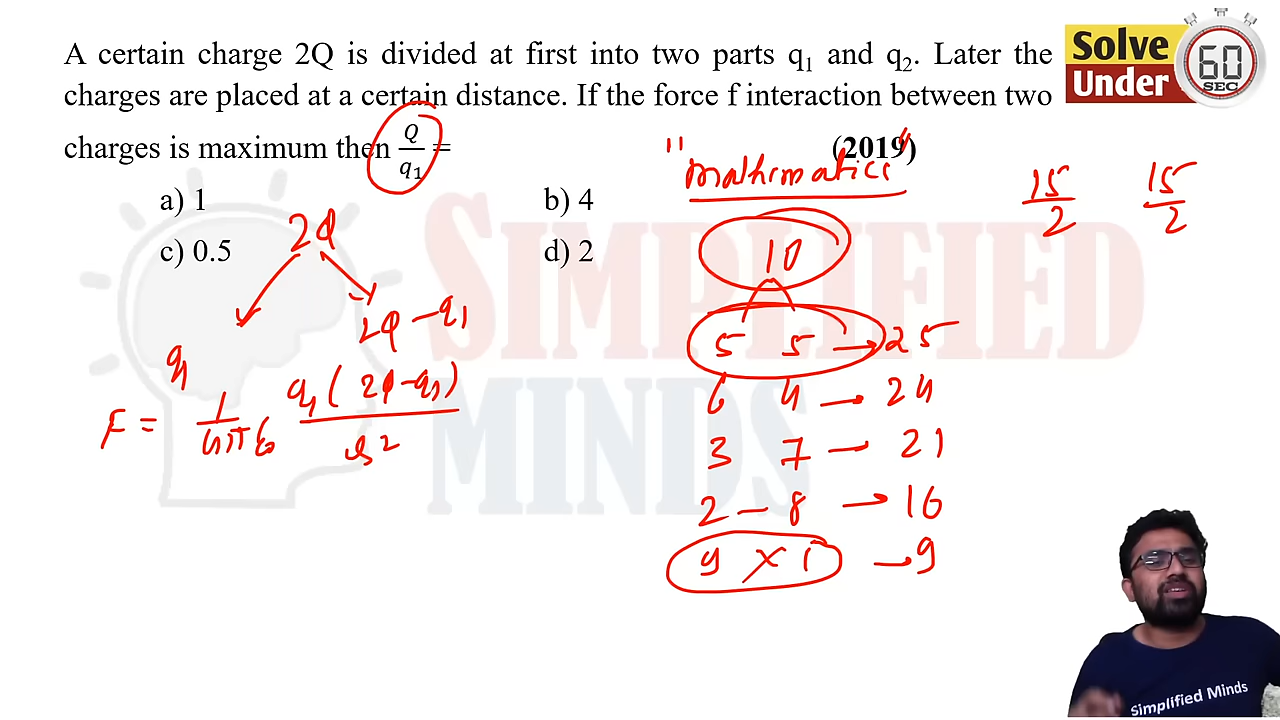 A certain charge 2Q is divided at first into two parts q₁ and q₂. Later the
charges are placed at a certain distance. If the force f interaction between two
charges is maximum then Q/q₁ =
(2019)
a) 1
b) 4
c) 0.5
d) 2
Solve
Under
60
SEC
"Mathematics"
15/2 15/2
2Q
q₁
2Q-q₁
F = 1/4πε₀ q₁(2Q-q₁)/r²
10
5 5 → 25
6 4 → 24
3 7 → 21
2 - 8 → 16
9 × 1 → 9
SIMPLIFIED
MINDS
Simplified Minds